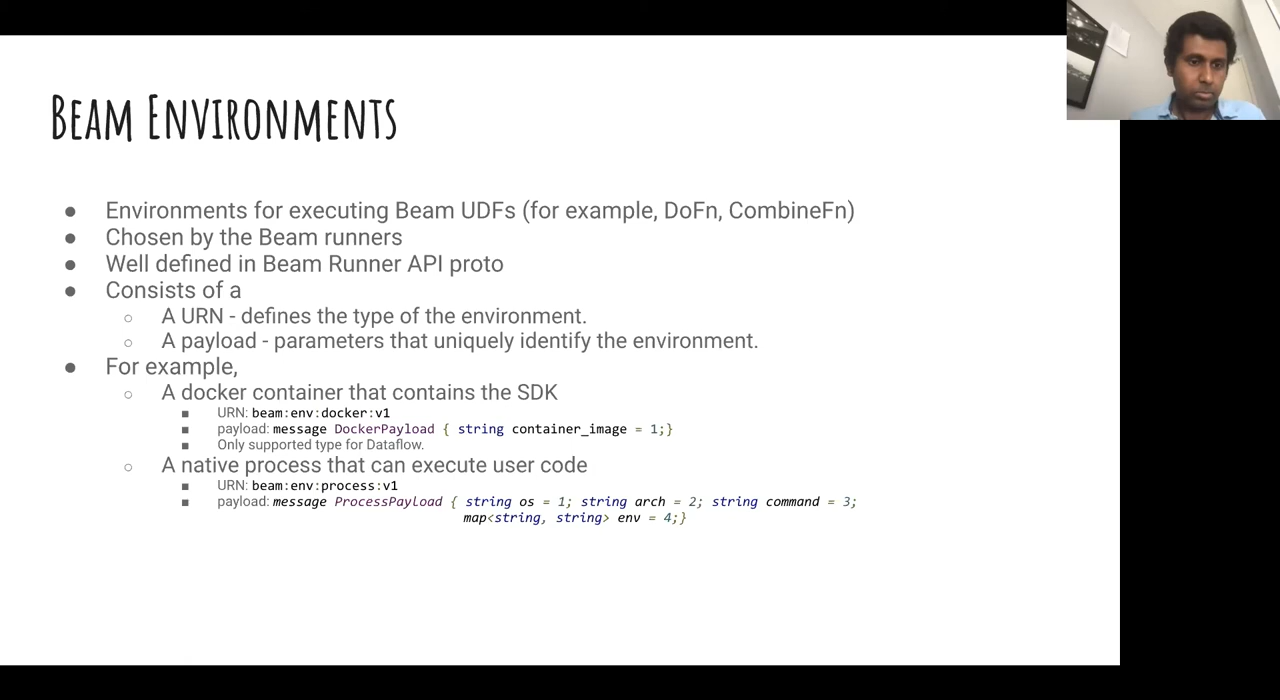 BEAM ENVIRONMENTS
● Environments for executing Beam UDFs (for example, DoFn, CombineFn)
● Chosen by the Beam runners
● Well defined in Beam Runner API proto
● Consists of a
○ A URN - defines the type of the environment.
○ A payload - parameters that uniquely identify the environment.
● For example,
○ A docker container that contains the SDK
■ URN: beam:env:docker:v1
■ payload: message DockerPayload { string container_image = 1;}
■ Only supported type for Dataflow.
○ A native process that can execute user code
■ URN: beam:env:process:v1
■ payload: message ProcessPayload { string os = 1; string arch = 2; string command = 3;
map<string, string> env = 4;}